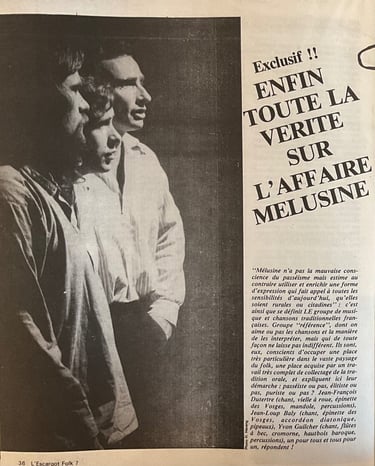 Exclusif !!
ENFIN
TOUTE LA
VERITE
SUR
L'AFFAIRE
MELUSINE
"Mélusine n'a pas la mauvaise cons-
cience du passéisme mais estime au
contraire utiliser et enrichir une forme
d'expression qui fait appel à toutes les
sensibilités d'aujourd'hui, qu'elles
soient rurales ou citadines" : c'est
ainsi que se définit LE groupe de musi-
que et chansons traditionnelles fran-
çaises. Groupe "référence", dont on
aime ou pas les chansons et la manière
de les interpréter, mais qui de toute
façon ne laisse pas indifférent. Ils sont,
eux, conscients d'occuper une place
très particulière dans le vaste paysage
du folk, une place acquise par un tra-
vail très complet de collectage de la tra-
dition orale, et expliquent ici leur
démarche : passéiste ou pas, élitiste ou
pas, puriste ou pas ? Jean-François
Dutertre (chant, vielle à roue, épinette
des Vosges, mandole, percussions),
Jean-Loup Baly (chant, épinette des
Vosges, accordéon diatonique,
pipeaux), Yvon Guilcher (chant, flûtes
à bec, cromorne, hautbois baroque,
percussions), un pour tous et tous pour
un, répondent !
36 L'Escargot Folk ?